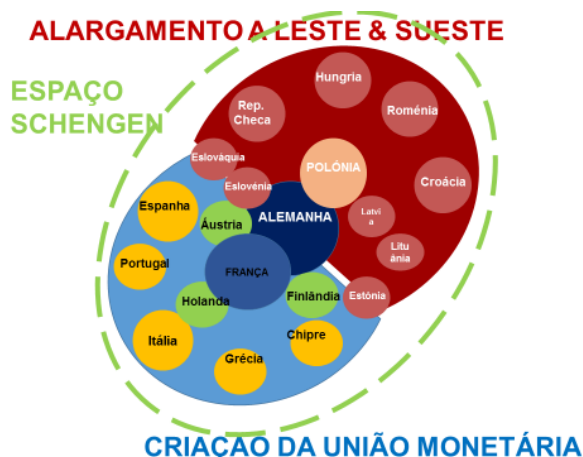 ALARGAMENTO A LESTE & SUESTE
ESPAÇO
SCHENGEN
Hungria
Rep.
Checa
Roménia
Eslováquia
POLÓNIA
Croácia
Eslovénia
Espanha
Áustria
ALEMANHA
Latvi
a
Litu
ânia
Portugal
FRANÇA
Holanda
Finlândia
Estónia
Itália
Chipre
Grécia
CRIAÇAO DA UNIÃO MONETÁRIA